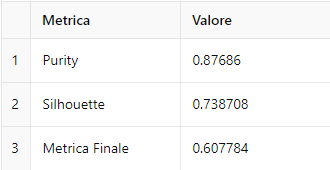 Metrica Valore
1 Purity 0.87686
2 Silhouette 0.738708
3 Metrica Finale 0.607784